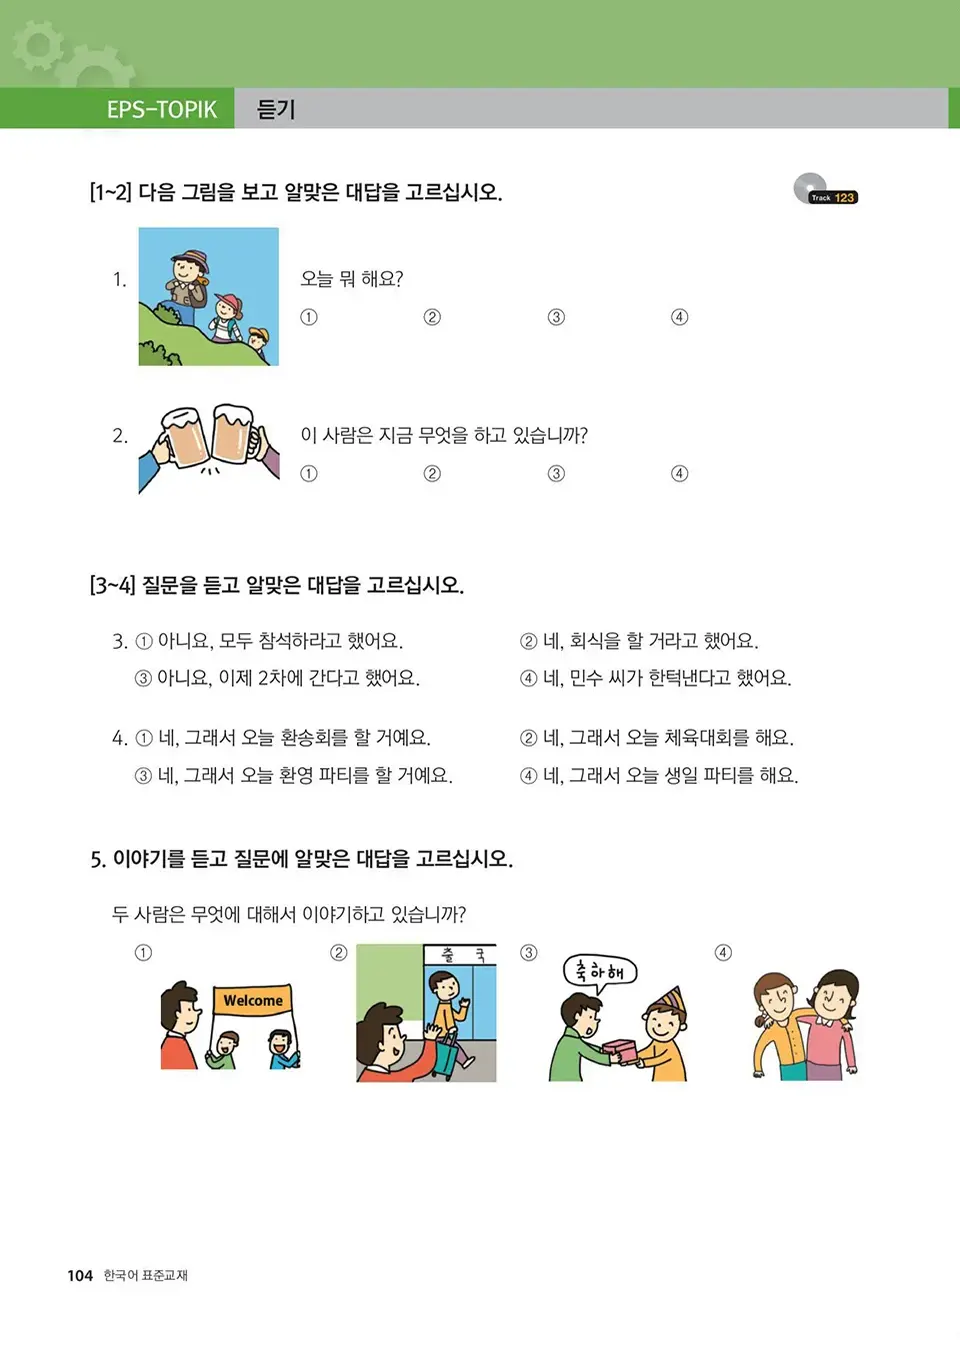 EPS-TOPIK 듣기
[1~2] 다음 그림을 보고 알맞은 대답을 고르십시오.
Track 123
1. 오늘 뭐 해요?
① ② ③ ④
2. 이 사람은 지금 무엇을 하고 있습니까?
① ② ③ ④
[3~4] 질문을 듣고 알맞은 대답을 고르십시오.
3. ① 아니요, 모두 참석하라고 했어요. ② 네, 회식을 할 거라고 했어요.
③ 아니요, 이제 2차에 간다고 했어요. ④ 네, 민수 씨가 한턱낸다고 했어요.
4. ① 네, 그래서 오늘 환송회를 할 거예요. ② 네, 그래서 오늘 체육대회를 해요.
③ 네, 그래서 오늘 환영 파티를 할 거예요. ④ 네, 그래서 오늘 생일 파티를 해요.
5. 이야기를 듣고 질문에 알맞은 대답을 고르십시오.
두 사람은 무엇에 대해서 이야기하고 있습니까?
① ② ③ ④
Welcome
출 국
축하해
104 한국어 표준교재